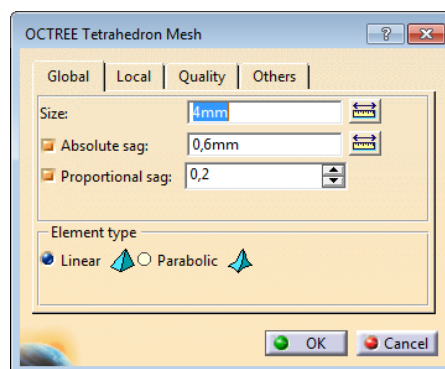 OCTREE Tetrahedron Mesh
Global Local Quality Others
Size: 4mm
Absolute sag: 0,6mm
Proportional sag: 0,2
Element type
Linear Parabolic
OK Cancel